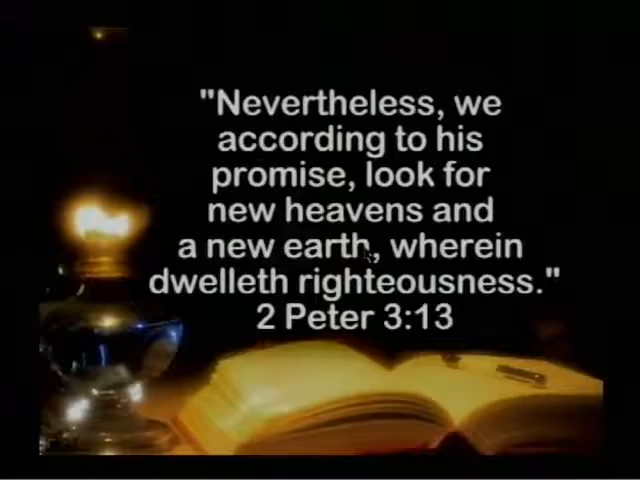 "Nevertheless, we
according to his
promise, look for
new heavens and
a new earth, wherein
dwelleth righteousness."
2 Peter 3:13